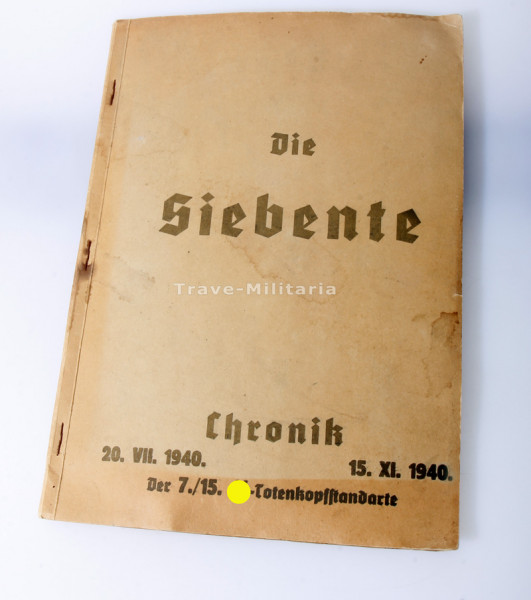 Die
Siebente
Trave-Militaria
Chronik
20. VII. 1940.
15. XI. 1940.
Der 7./15. -Totenkopfstandarte